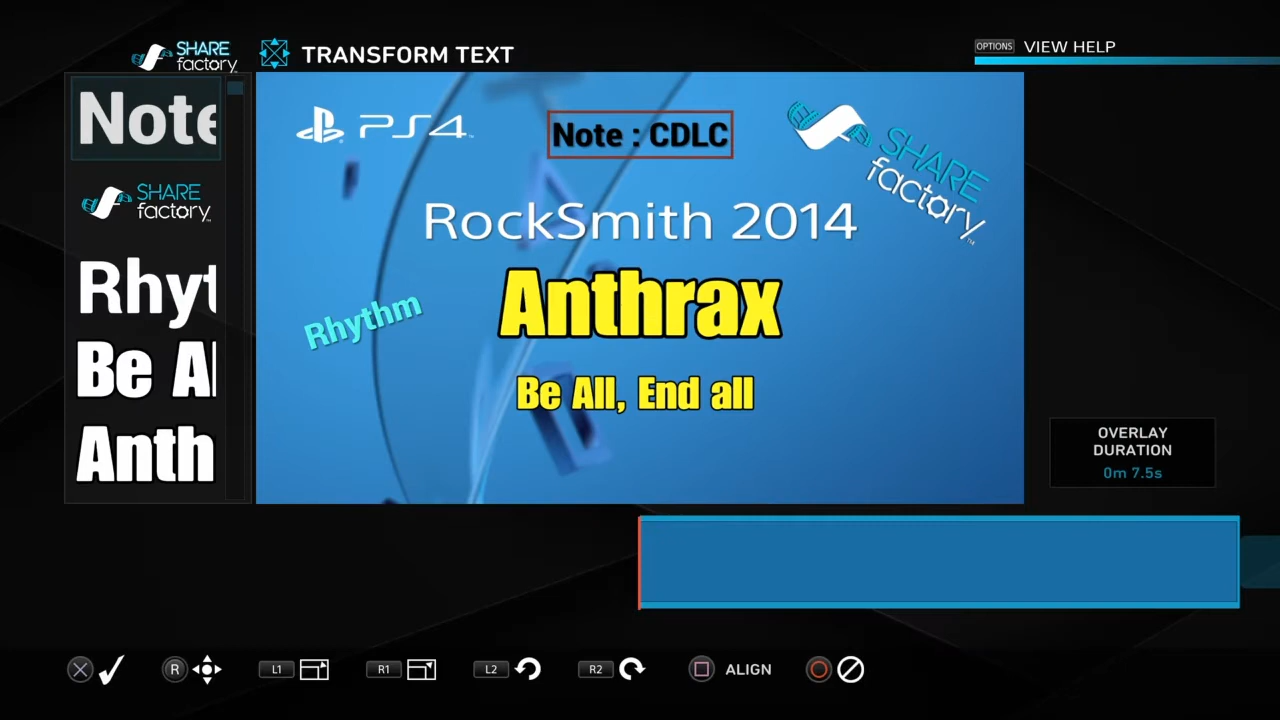 SHARE
factory
TRANSFORM TEXT
OPTIONS VIEW HELP
Note
SHARE
factory
Rhyt
Be Al
Anth
PS4
Note : CDLC
SHARE
factory
RockSmith 2014
Anthrax
Rhythm
Be All, End all
OVERLAY
DURATION
0m 7.5s
R
L1
R1
L2
R2
ALIGN